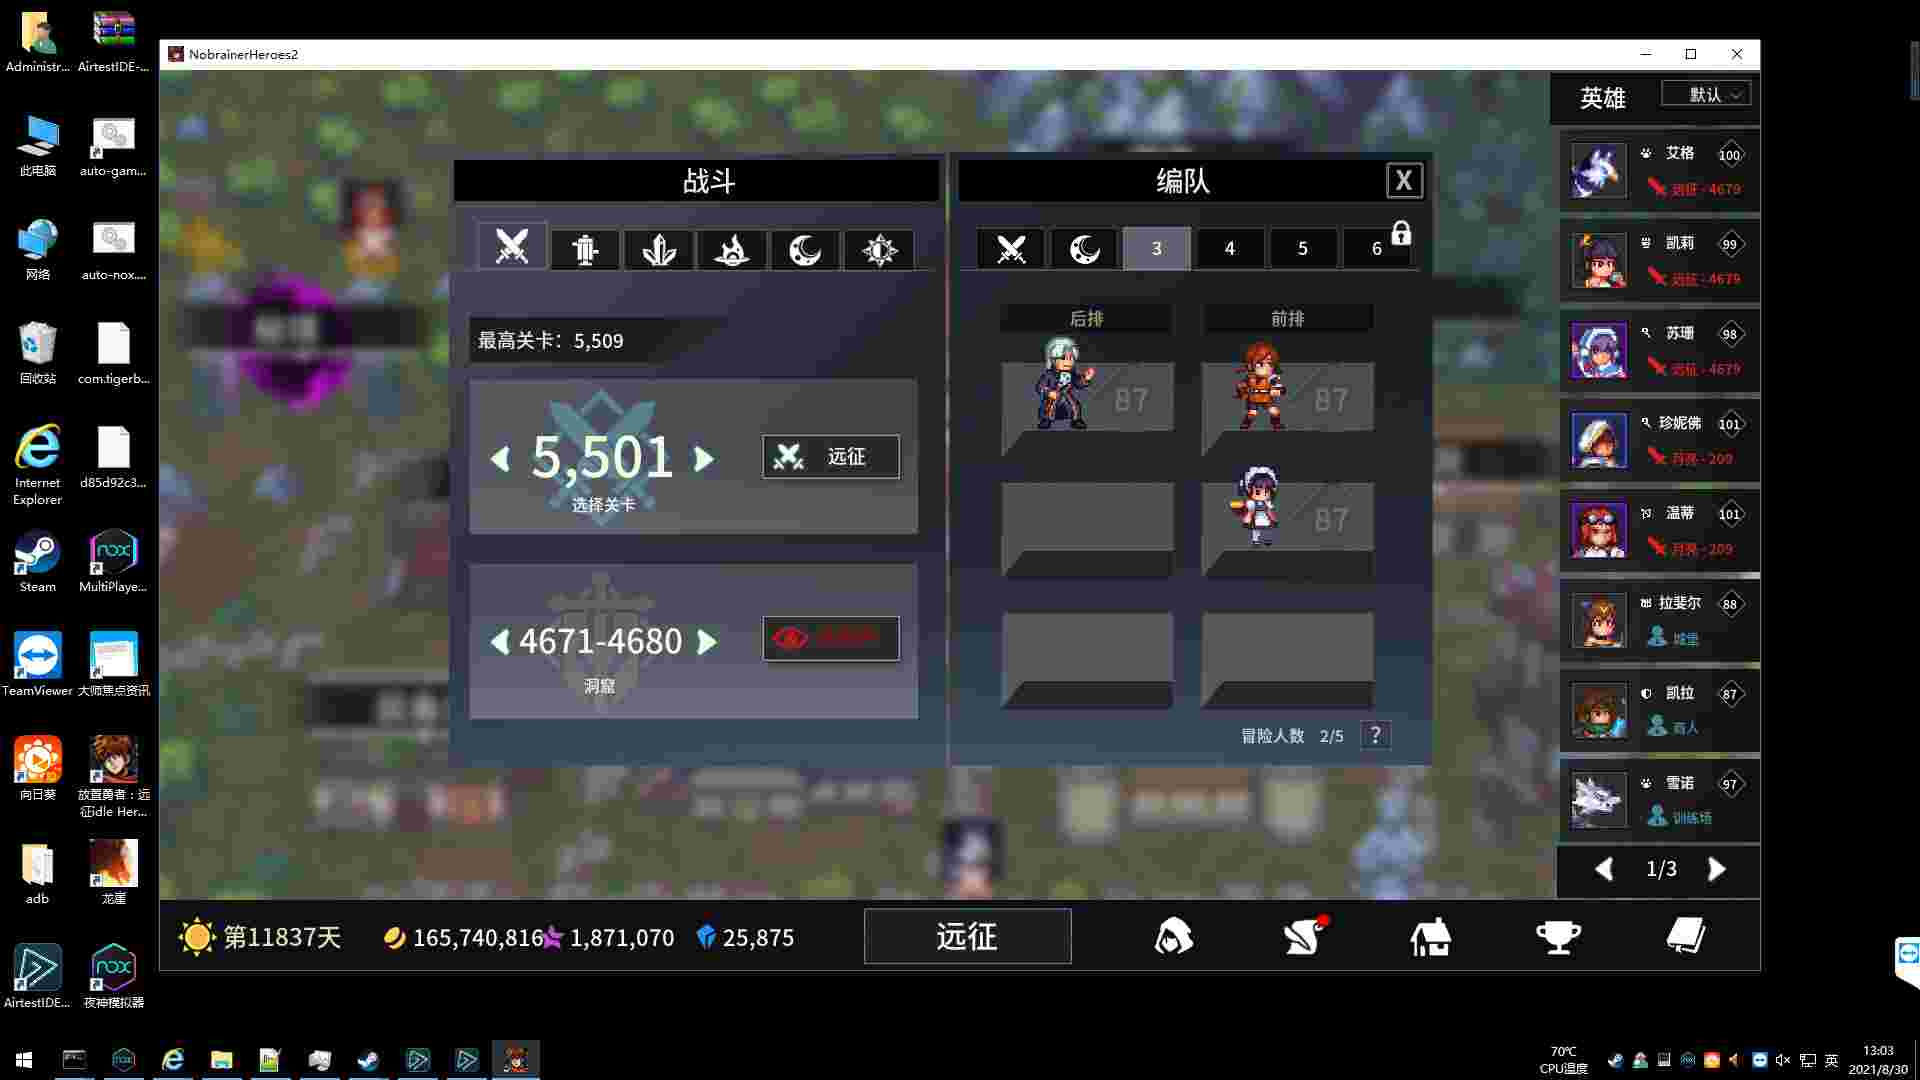 Administr...
AirtestIDE-...
此电脑
auto-gam...
网络
auto-nox....
回收站
com.tigerb...
Internet
Explorer
d85d92c3...
Steam
MultiPlaye...
TeamViewer
大师焦点资讯
向日葵
放置勇者：远
征idle Her...
adb
龙崖
AirtestIDE...
夜神模拟器
NobrainerHeroes2
战斗
最高关卡：5,509
5,501
选择关卡
远征
4671-4680
洞窟
编队
X
3
4
5
6
后排
前排
87
87
87
冒险人数 2/5
?
英雄
默认
艾格 100
远征 - 4679
凯莉 99
远征 - 4679
苏珊 98
远征 - 4679
珍妮佛 101
月亮 - 209
温蒂 101
月亮 - 209
拉斐尔 88
城里
凯拉 87
商人
雪诺 97
训练场
1/3
第11837天
165,740,816
1,871,070
25,875
远征
70℃
CPU温度
英
13:03
2021/8/30